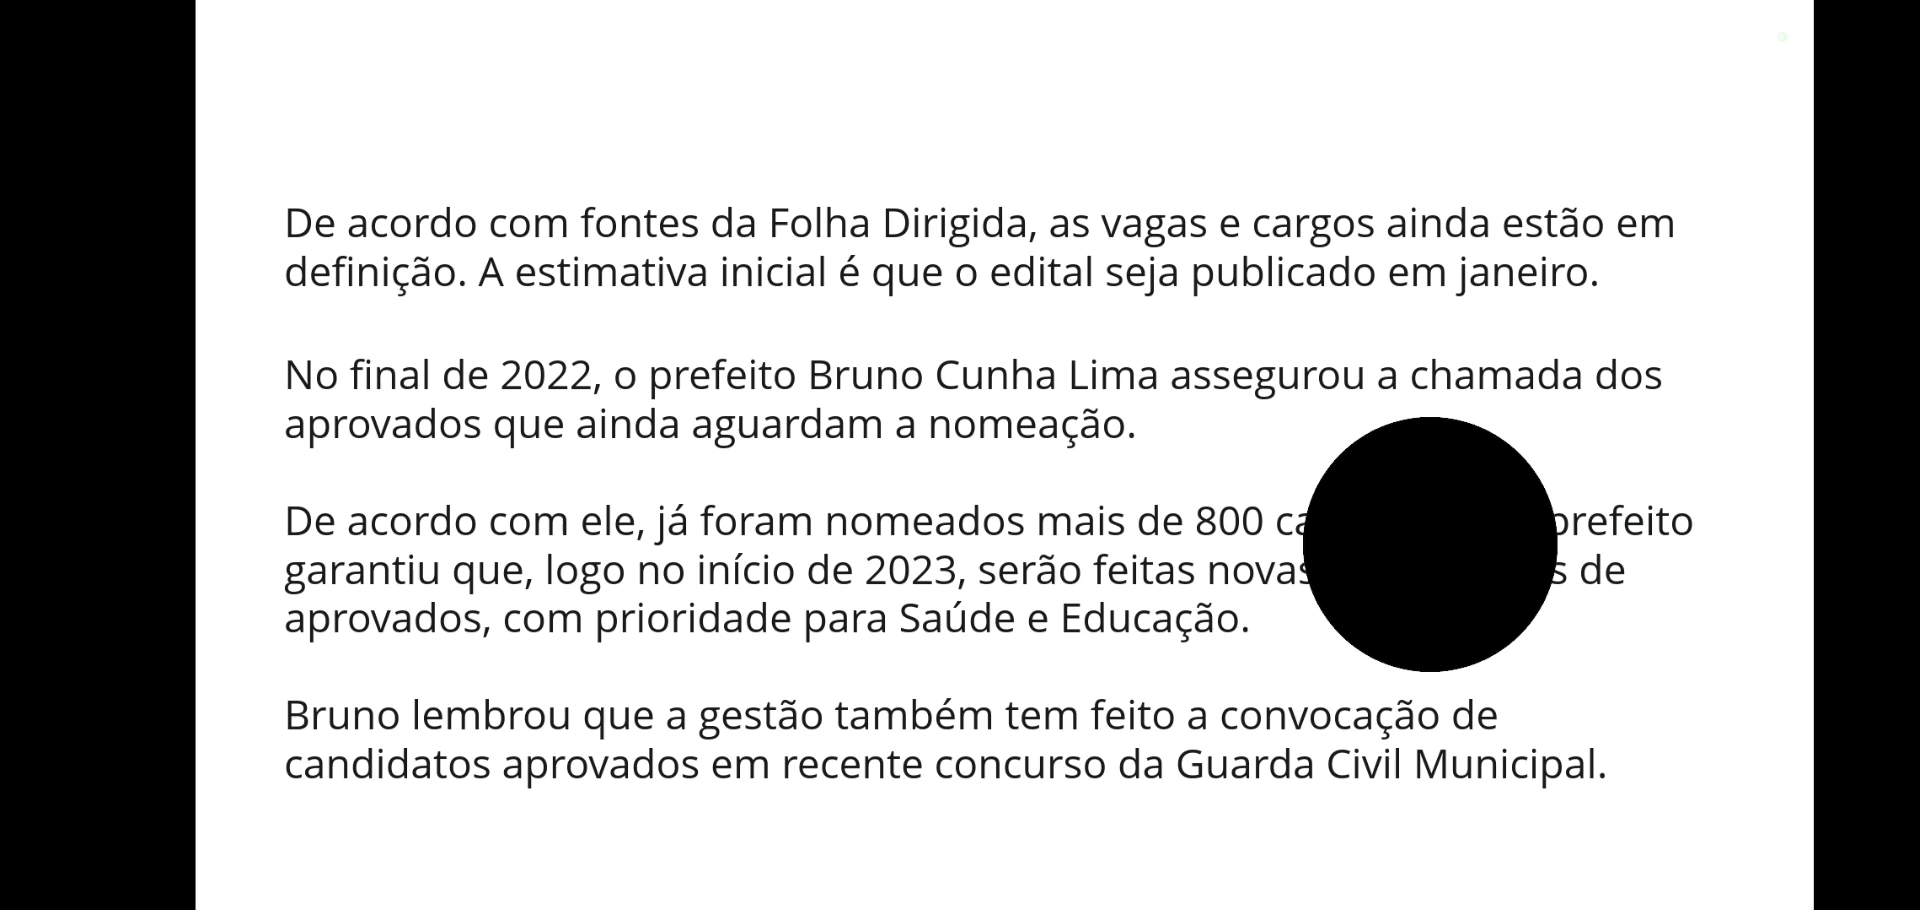 De acordo com fontes da Folha Dirigida, as vagas e cargos ainda estão em
definição. A estimativa inicial é que o edital seja publicado em janeiro.
No final de 2022, o prefeito Bruno Cunha Lima assegurou a chamada dos
aprovados que ainda aguardam a nomeação.
De acordo com ele, já foram nomeados mais de 800 prefeito
garantiu que, logo no início de 2023, serão feitas novas de
aprovados, com prioridade para Saúde e Educação.
Bruno lembrou que a gestão também tem feito a convocação de
candidatos aprovados em recente concurso da Guarda Civil Municipal.